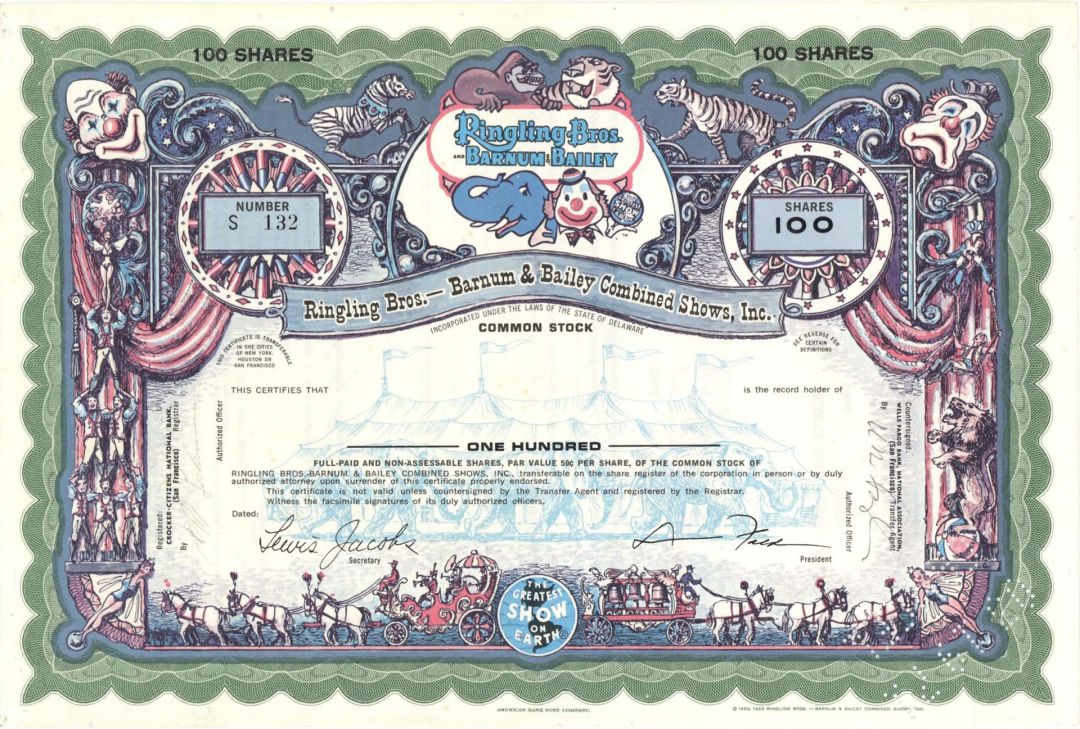 100 SHARES
100 SHARES
Ringling Bros.
AND BARNUM & BAILEY
NUMBER
S 132
SHARES
100
Ringling Bros.— Barnum & Bailey Combined Shows, Inc.
INCORPORATED UNDER THE LAWS OF THE STATE OF DELAWARE
COMMON STOCK
THIS CERTIFICATE IS TRANSFERABLE
IN THE CITIES
OF NEW YORK,
HOUSTON OR
SAN FRANCISCO
SEE REVERSE FOR
CERTAIN
DEFINITIONS
THIS CERTIFIES THAT
is the record holder of
ONE HUNDRED
FULL-PAID AND NON-ASSESSABLE SHARES, PAR VALUE 50¢ PER SHARE, OF THE COMMON STOCK OF
RINGLING BROS.-BARNUM & BAILEY COMBINED SHOWS, INC., transferable on the share register of the corporation in person or by duly
authorized attorney upon surrender of this certificate properly endorsed.
This certificate is not valid unless countersigned by the Transfer Agent and registered by the Registrar.
Witness the facsimile signatures of its duly authorized officers.
Dated:
Lewis Jacobs
Secretary
President
Registered:
CROCKER-CITIZENS NATIONAL BANK,
(San Francisco) Registrar
By
Authorized Officer
Countersigned:
WELLS FARGO BANK, NATIONAL ASSOCIATION,
(San Francisco) Transfer Agent
By
Authorized Officer
THE
GREATEST
SHOW
ON
EARTH®
AMERICAN BANK NOTE COMPANY.
RINGLING BROS. — BARNUM & BAILEY COMBINED SHOWS, INC.